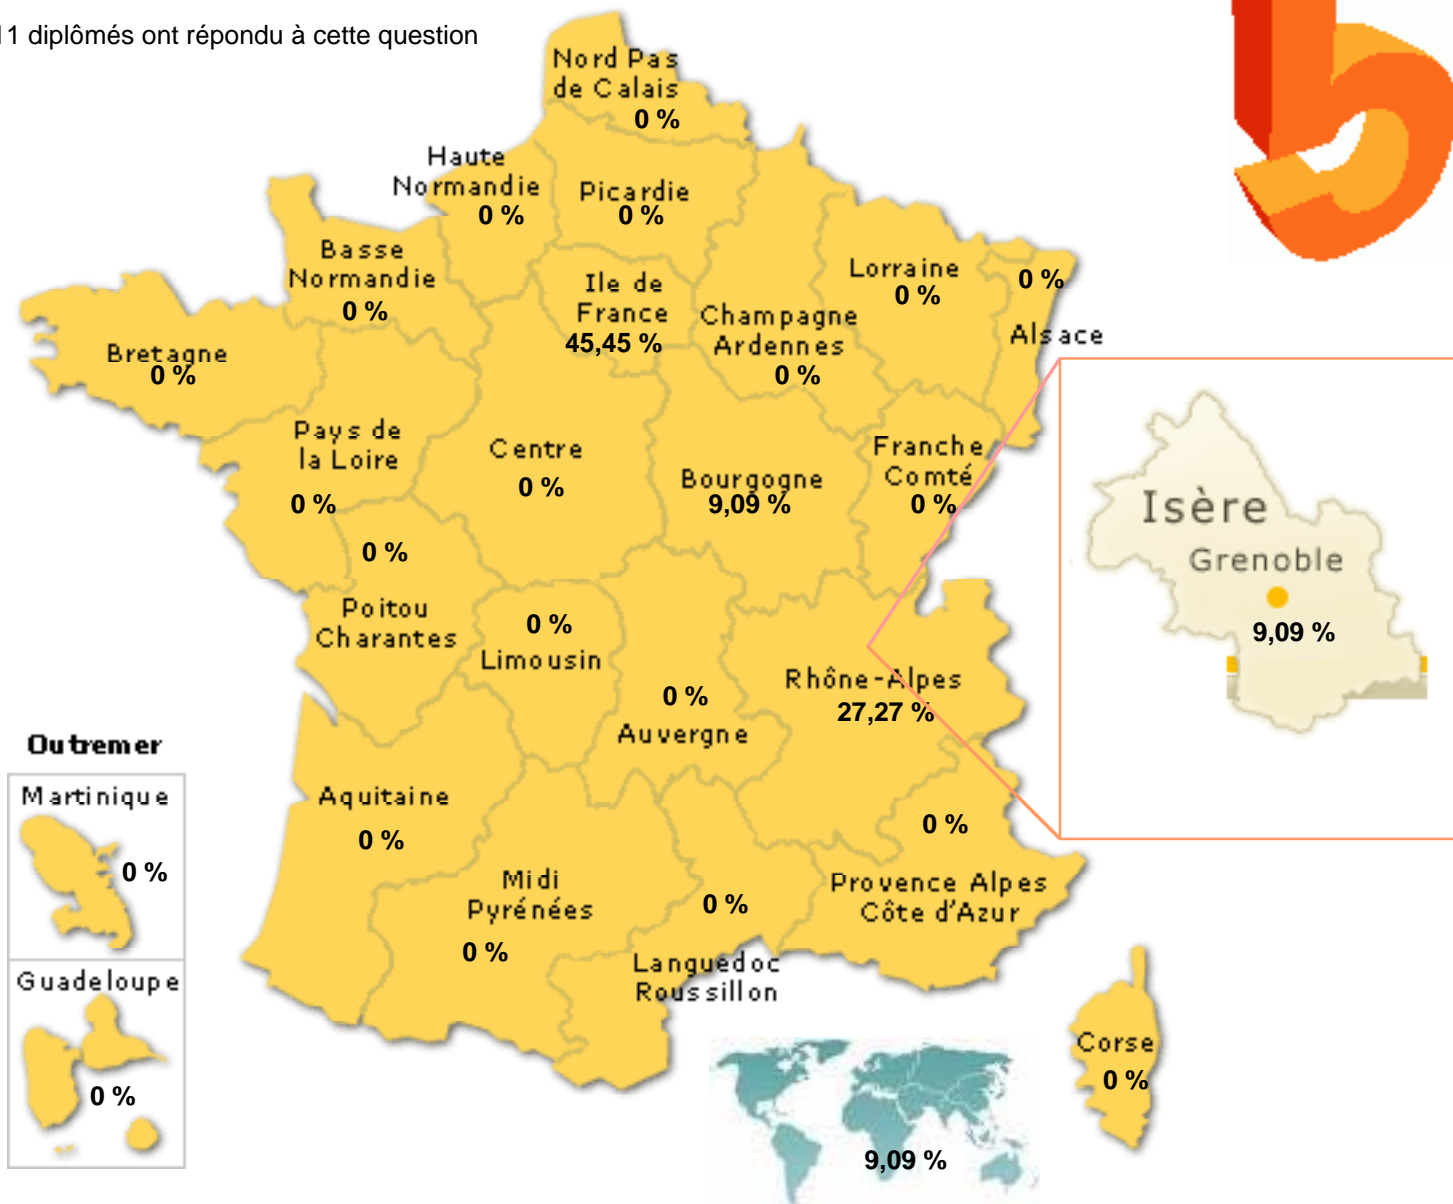 11 diplômés ont répondu à cette question
Nord Pas
de Calais
0 %
Haute
Normandie
0 %
Picardie
0 %
Basse
Normandie
0 %
Ile de
France
45,45 %
Champagne
Ardennes
0 %
Lorraine
0 %
0 %
Alsace
Bretagne
0 %
Pays de
la Loire
0 %
Centre
0 %
Bourgogne
9,09 %
Franche
Comté
0 %
Isère
Grenoble
9,09 %
0 %
Poitou
Charantes
0 %
Limousin
0 %
Auvergne
Rhône-Alpes
27,27 %
Outremer
Martinique
0 %
Guadeloupe
0 %
Aquitaine
0 %
Midi
Pyrénées
0 %
0 %
Languedoc
Roussillon
0 %
Provence Alpes
Côte d'Azur
Corse
0 %
9,09 %